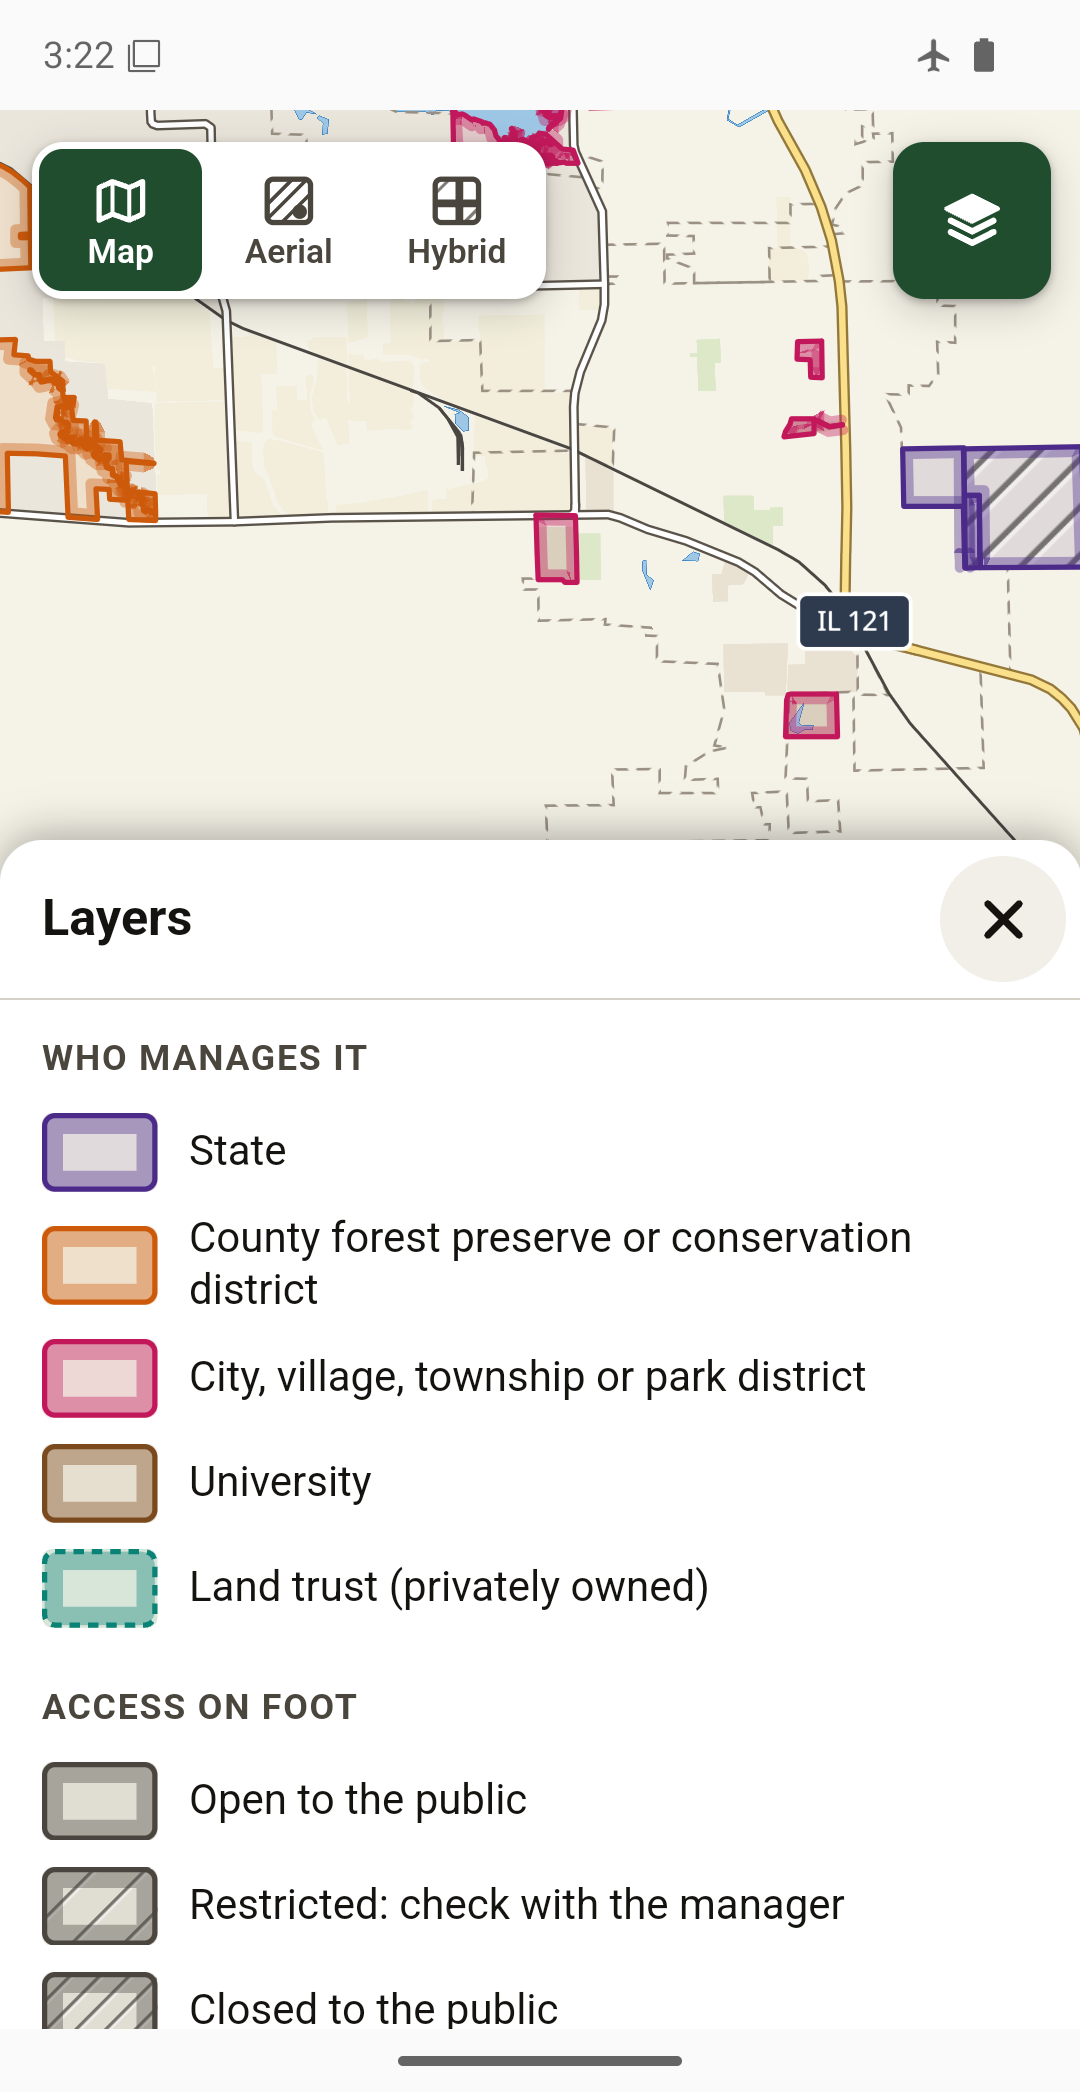 3:22
Map
Aerial
Hybrid
IL 121
Layers
WHO MANAGES IT
State
County forest preserve or conservation
district
City, village, township or park district
University
Land trust (privately owned)
ACCESS ON FOOT
Open to the public
Restricted: check with the manager
Closed to the public